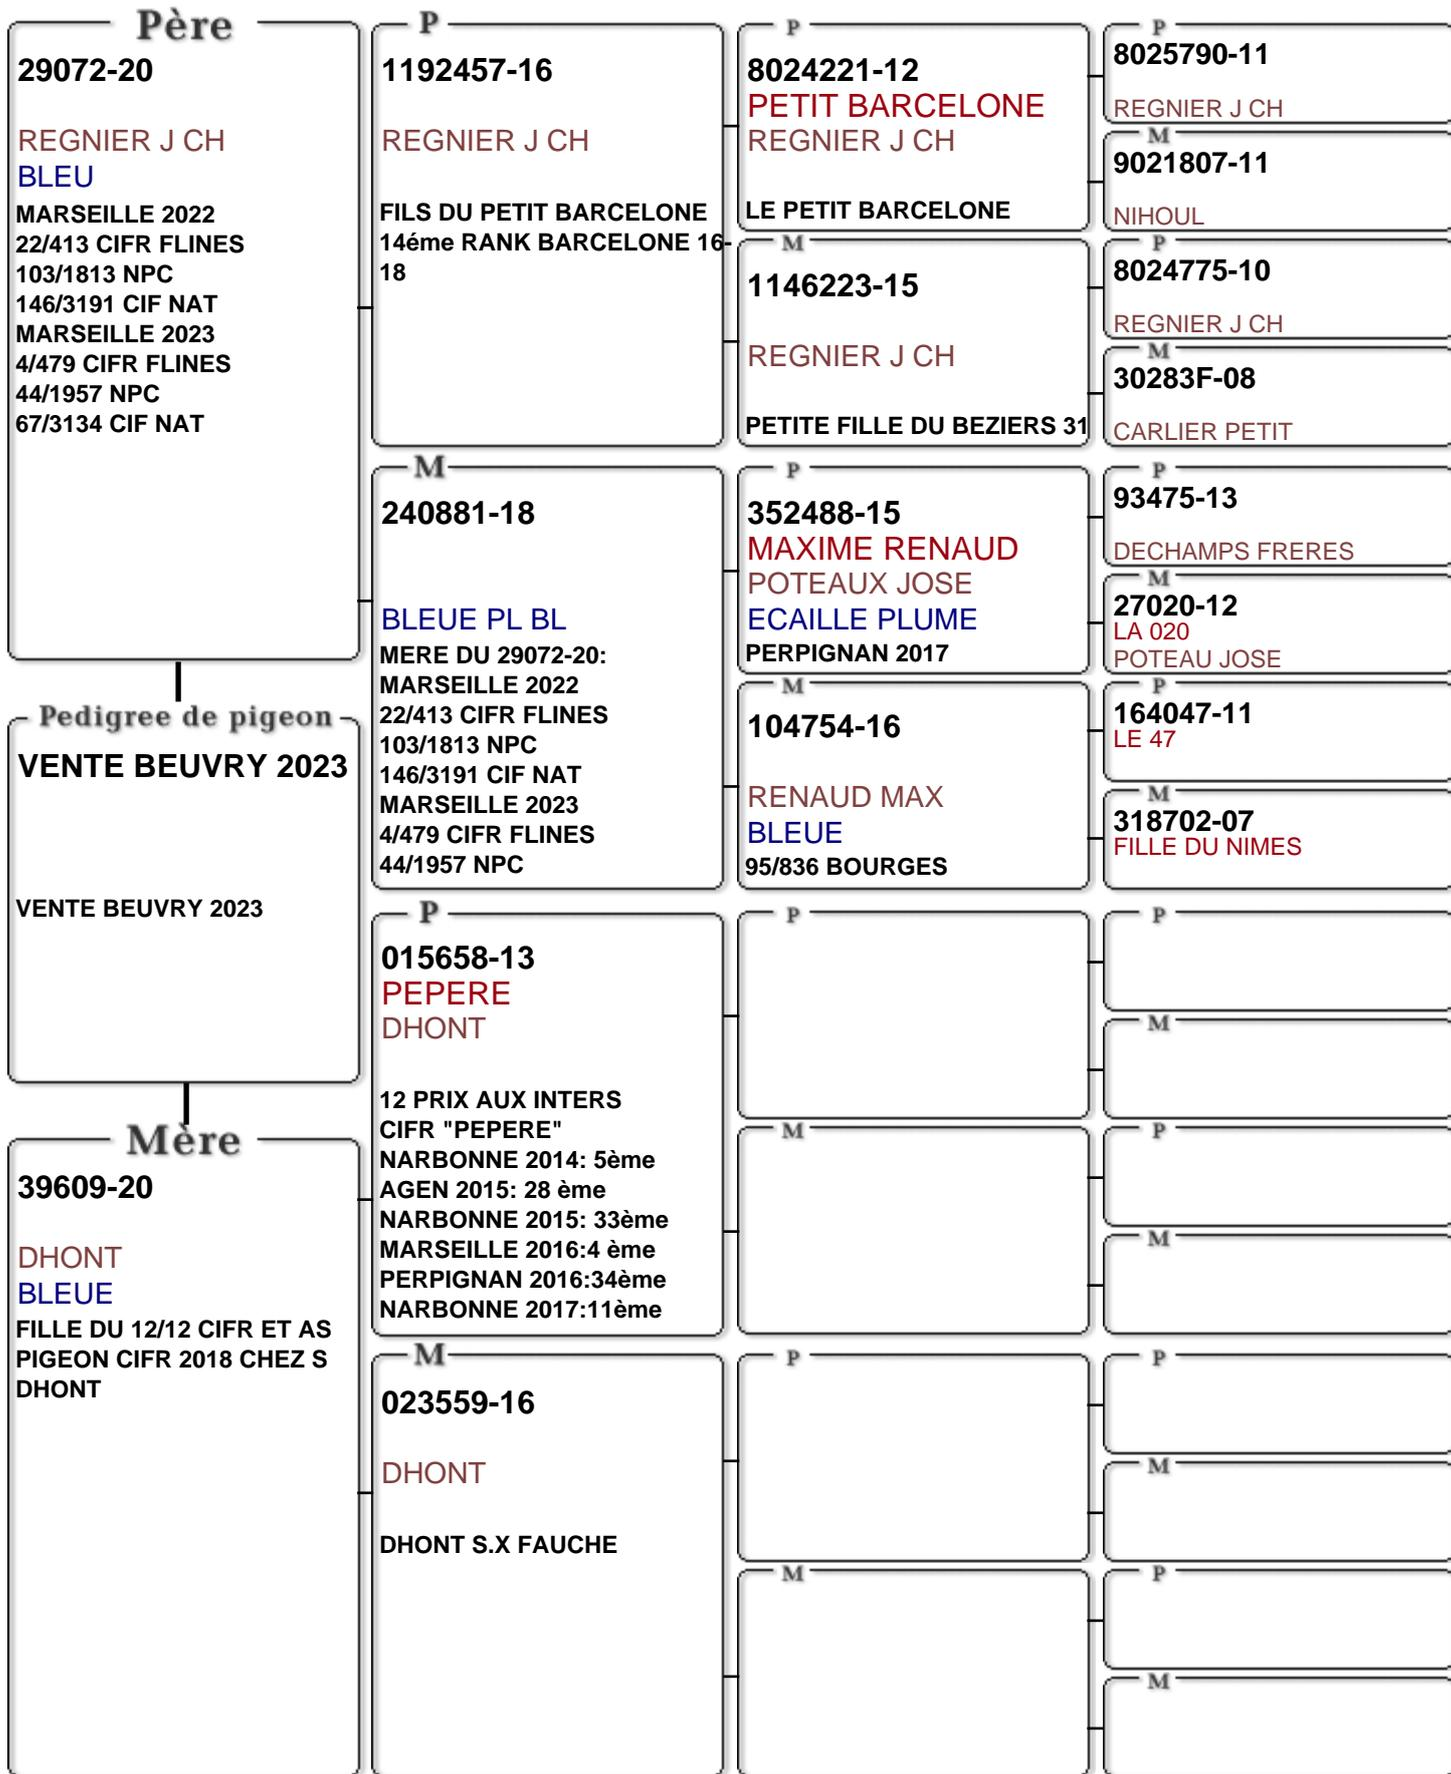 Père
29072-20
REGNIER J CH
BLEU
MARSEILLE 2022
22/413 CIFR FLINES
103/1813 NPC
146/3191 CIF NAT
MARSEILLE 2023
4/479 CIFR FLINES
44/1957 NPC
67/3134 CIF NAT
Pedigree de pigeon
VENTE BEUVRY 2023
VENTE BEUVRY 2023
Mère
39609-20
DHONT
BLEUE
FILLE DU 12/12 CIFR ET AS
PIGEON CIFR 2018 CHEZ S
DHONT
P
1192457-16
REGNIER J CH
FILS DU PETIT BARCELONE
14éme RANK BARCELONE 16-
18
M
240881-18
BLEUE PL BL
MERE DU 29072-20:
MARSEILLE 2022
22/413 CIFR FLINES
103/1813 NPC
146/3191 CIF NAT
MARSEILLE 2023
4/479 CIFR FLINES
44/1957 NPC
P
015658-13
PEPERE
DHONT
12 PRIX AUX INTERS
CIFR "PEPERE"
NARBONNE 2014: 5ème
AGEN 2015: 28 ème
NARBONNE 2015: 33ème
MARSEILLE 2016:4 ème
PERPIGNAN 2016:34ème
NARBONNE 2017:11ème
M
023559-16
DHONT
DHONT S.X FAUCHE
P
8024221-12
PETIT BARCELONE
REGNIER J CH
LE PETIT BARCELONE
M
1146223-15
REGNIER J CH
PETITE FILLE DU BEZIERS 31
P
352488-15
MAXIME RENAUD
POTEAUX JOSE
ECAILLE PLUME
PERPIGNAN 2017
M
104754-16
RENAUD MAX
BLEUE
95/836 BOURGES
P
M
P
M
P
8025790-11
REGNIER J CH
M
9021807-11
NIHOUL
P
8024775-10
REGNIER J CH
M
30283F-08
CARLIER PETIT
P
93475-13
DECHAMPS FRERES
M
27020-12
LA 020
POTEAU JOSE
P
164047-11
LE 47
M
318702-07
FILLE DU NIMES
P
M
P
M
P
M
P
M